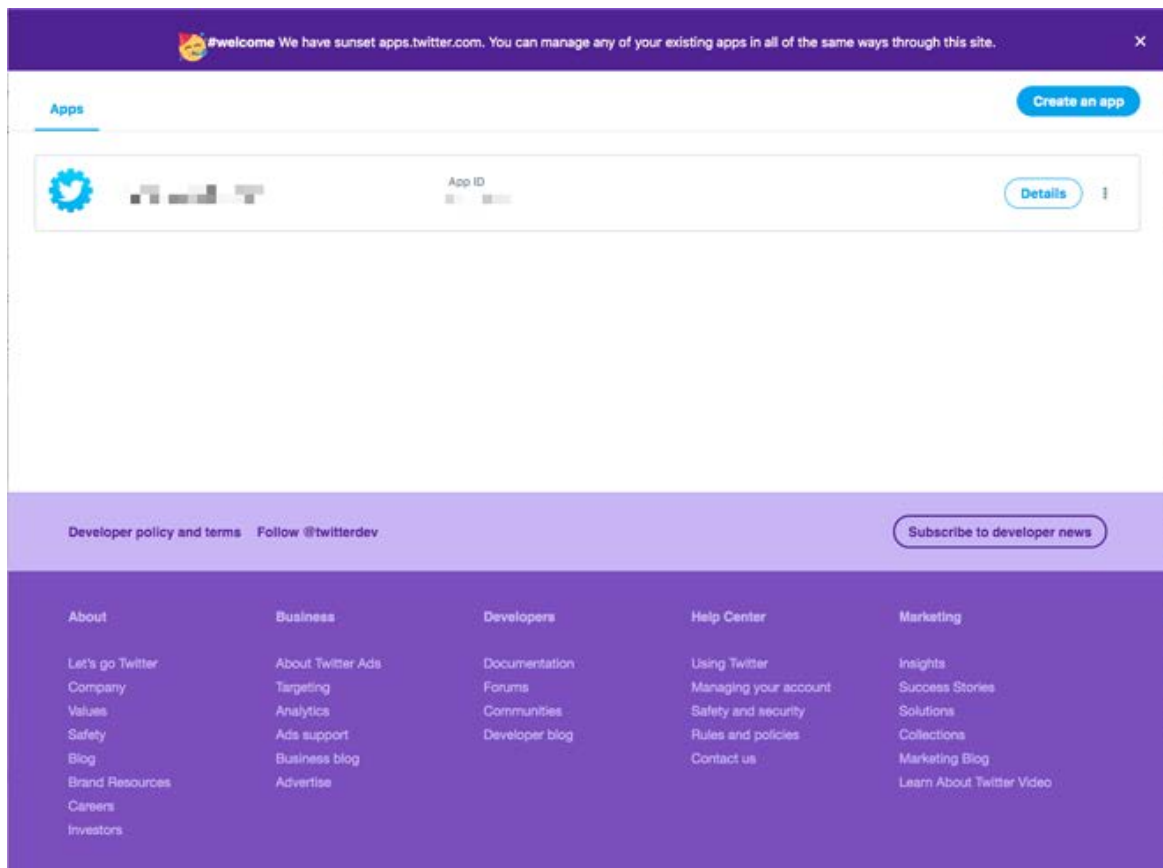 #welcome We have sunset apps.twitter.com. You can manage any of your existing apps in all of the same ways through this site.
Apps
Create an app
App ID
Details
Developer policy and terms Follow @twitterdev
Subscribe to developer news
About
Let's go Twitter
Company
Values
Safety
Blog
Brand Resources
Careers
Investors
Business
About Twitter Ads
Targeting
Analytics
Ads support
Business blog
Advertise
Developers
Documentation
Forums
Communities
Developer blog
Help Center
Using Twitter
Managing your account
Safety and security
Rules and policies
Contact us
Marketing
Insights
Success Stories
Solutions
Collections
Marketing Blog
Learn About Twitter Video